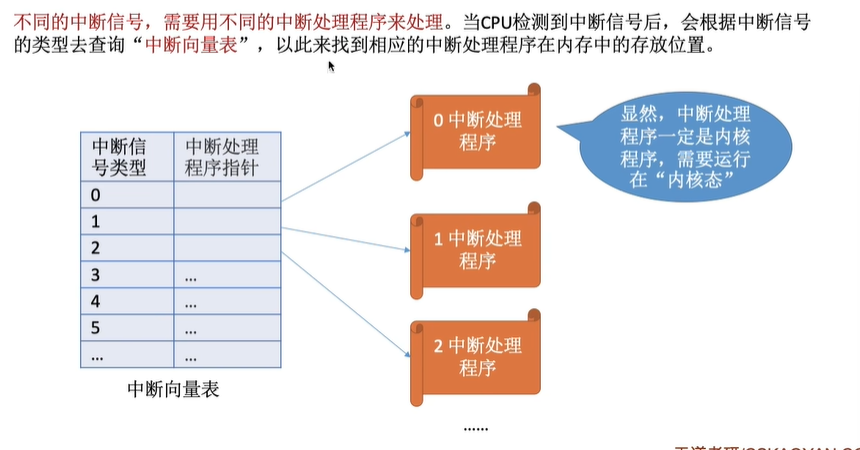 不同的中断信号，需要用不同的中断处理程序来处理。当CPU检测到中断信号后，会根据中断信号
的类型去查询“中断向量表”，以此来找到相应的中断处理程序在内存中的存放位置。
中断信
号类型
中断处理
程序指针
0
1
2
3 ...
4 ...
5 ...
... ...
中断向量表
0 中断处理
程序
1 中断处理
程序
2 中断处理
程序
......
显然，中断处理
程序一定是内核
程序，需要运行
在“内核态”